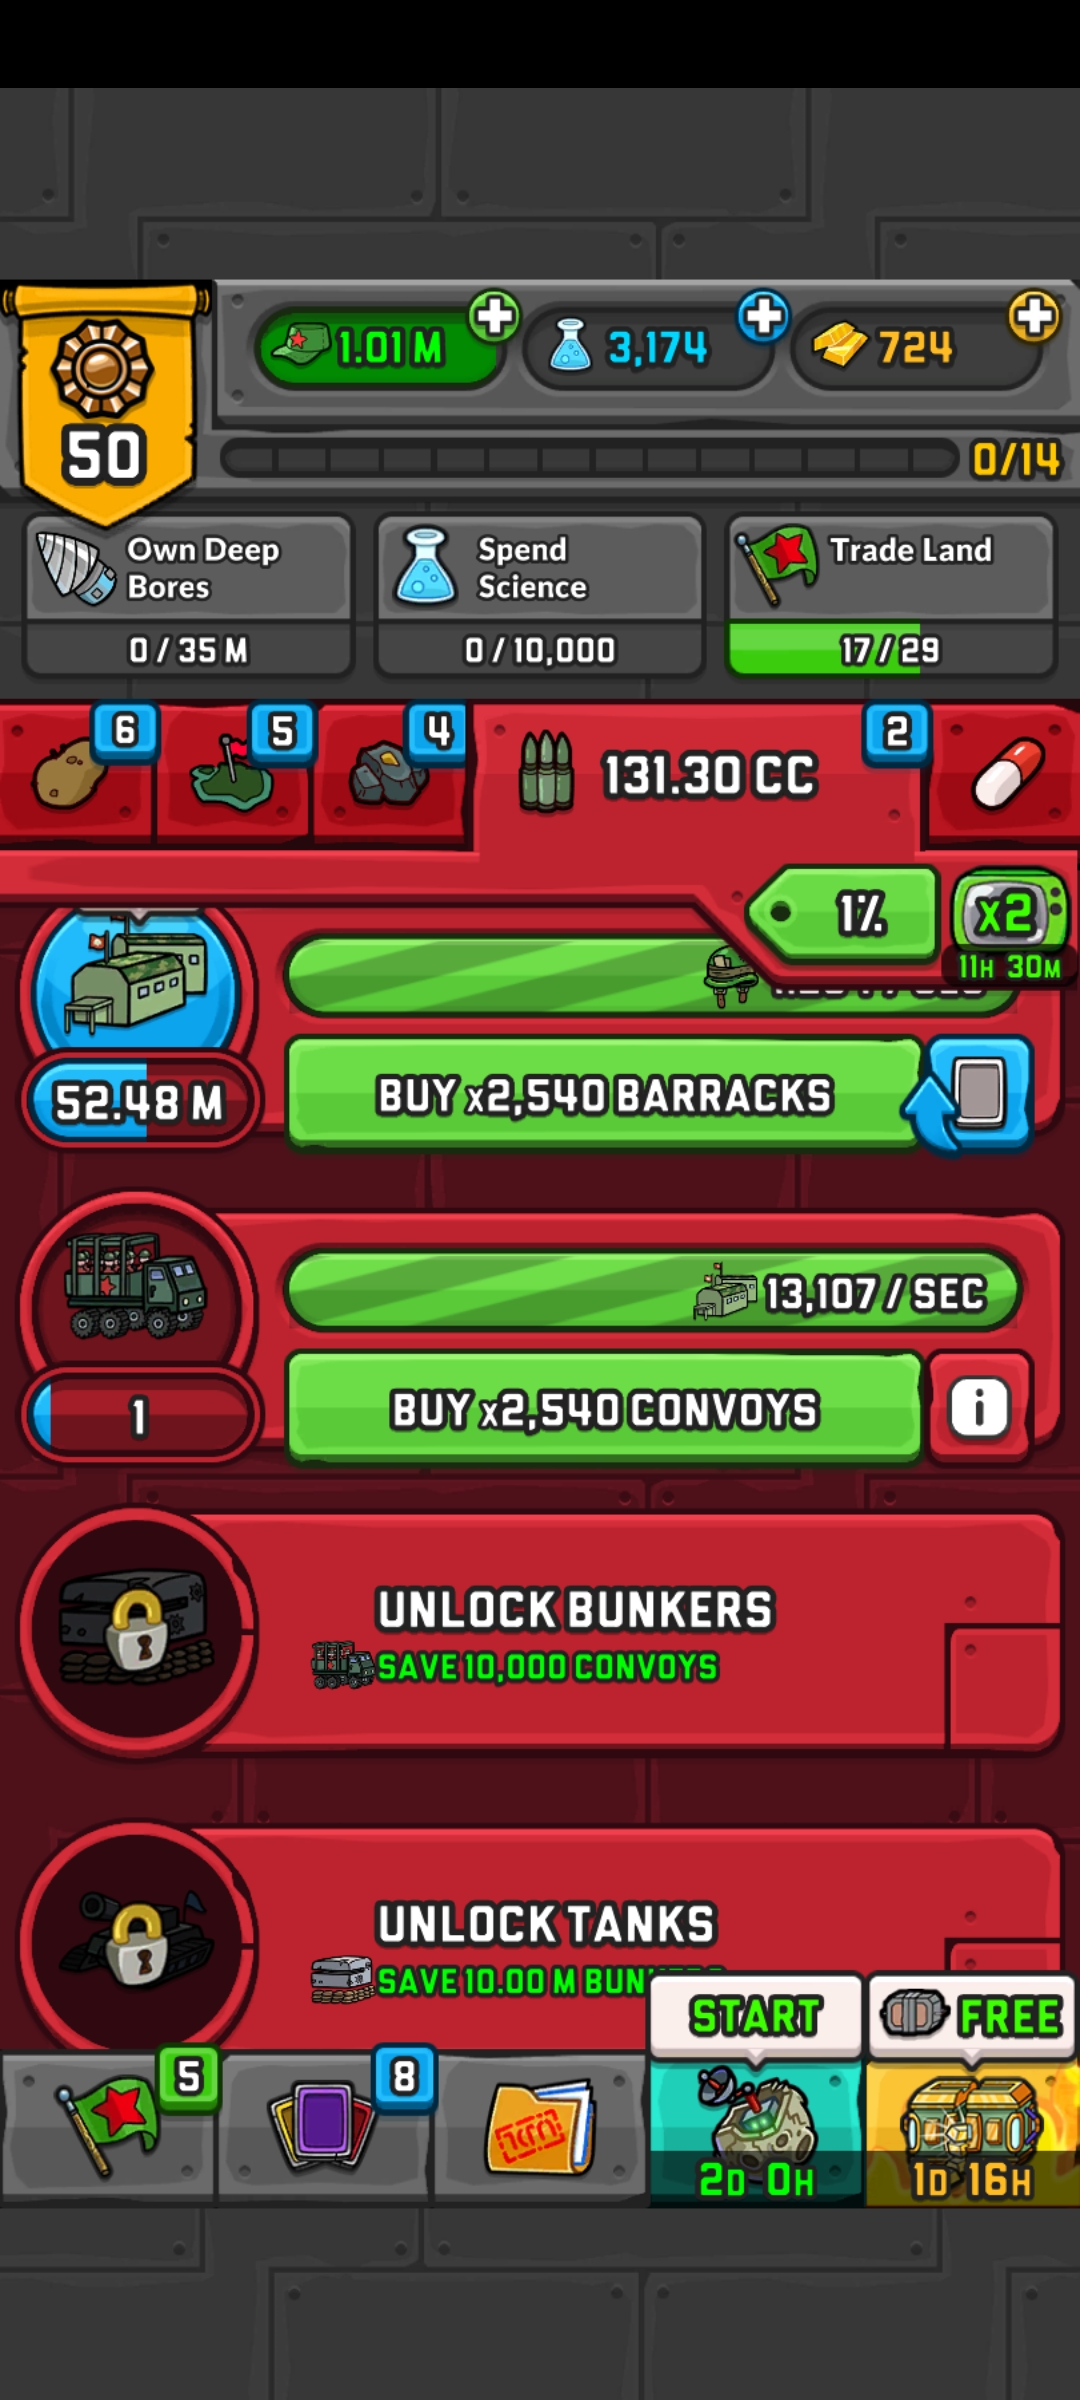 1.01 M
3,174
724
50
0/14
Own Deep
Bores
0 / 35 M
Spend
Science
0 / 10,000
Trade Land
17 / 29
6
5
4
131.30 CC
2
1%
x2
11H 30M
52.48 M
BUY x2,540 BARRACKS
13,107 / SEC
1
BUY x2,540 CONVOYS
i
UNLOCK BUNKERS
SAVE 10,000 CONVOYS
UNLOCK TANKS
SAVE 10.00 M
START
FREE
5
8
2D 0H
1D 16H